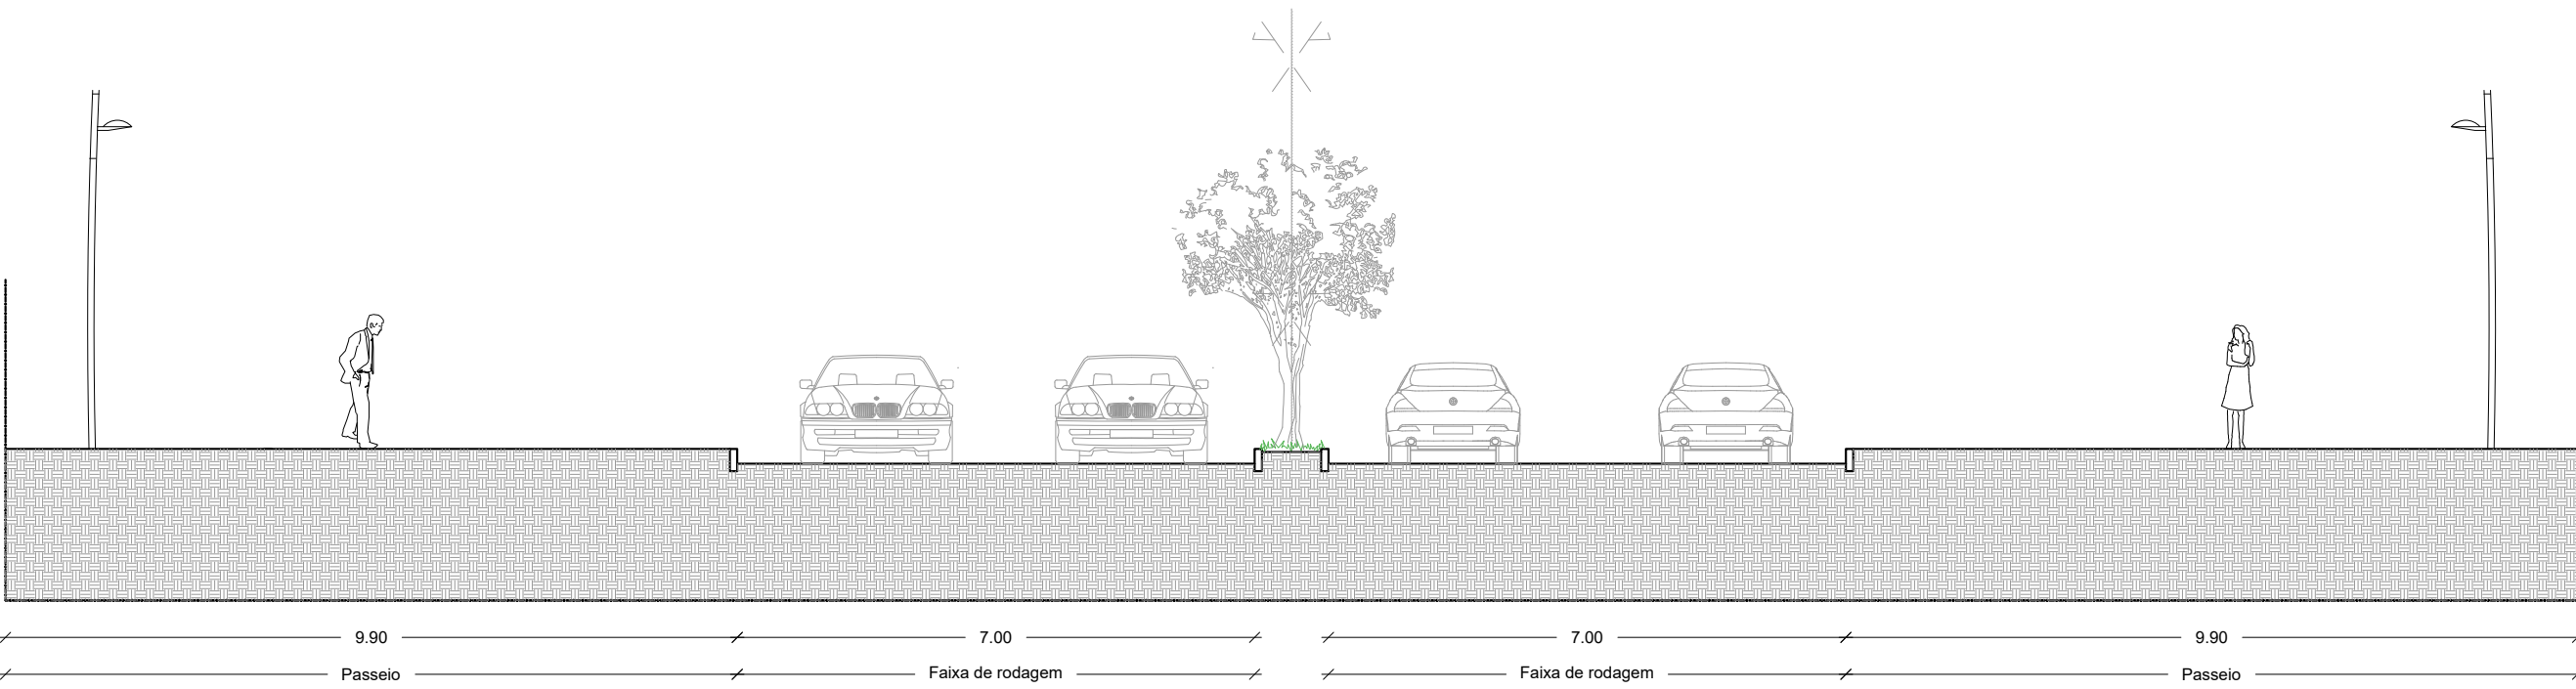 9.90 7.00 7.00 9.90
Passeio Faixa de rodagem Faixa de rodagem Passeio